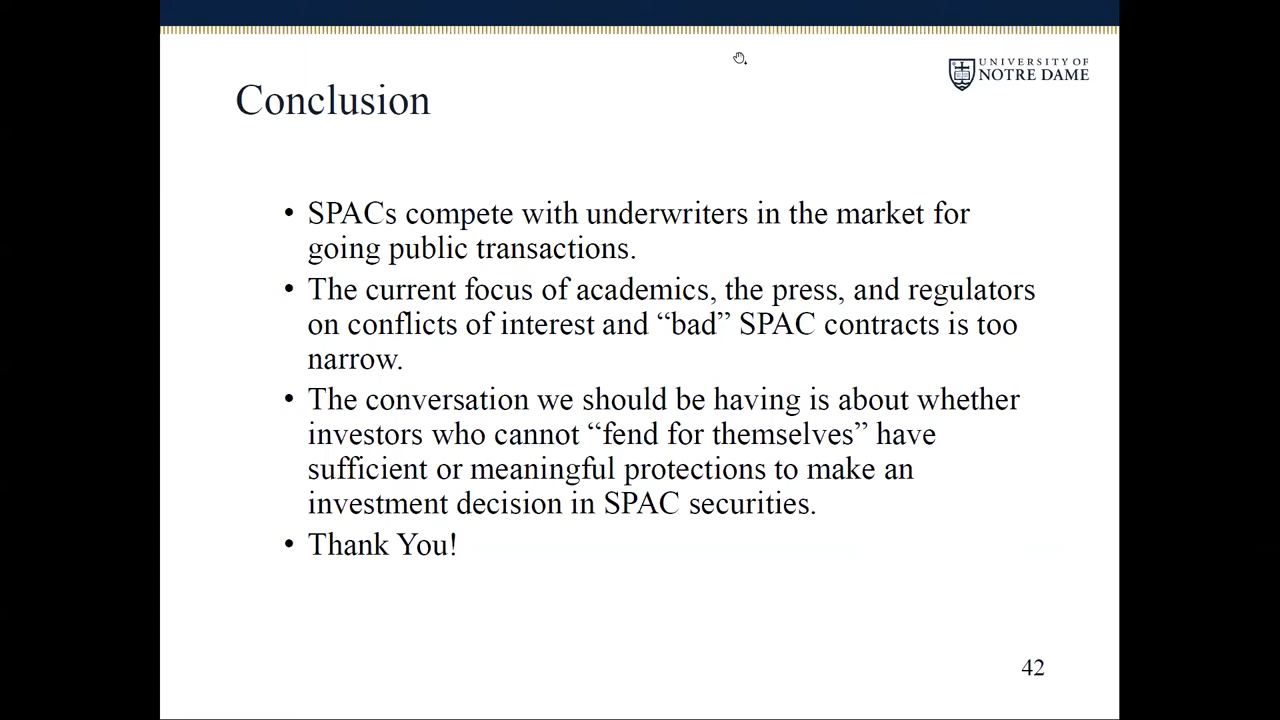 UNIVERSITY OF
NOTRE DAME
Conclusion
• SPACs compete with underwriters in the market for
going public transactions.
• The current focus of academics, the press, and regulators
on conflicts of interest and “bad” SPAC contracts is too
narrow.
• The conversation we should be having is about whether
investors who cannot “fend for themselves” have
sufficient or meaningful protections to make an
investment decision in SPAC securities.
• Thank You!
42